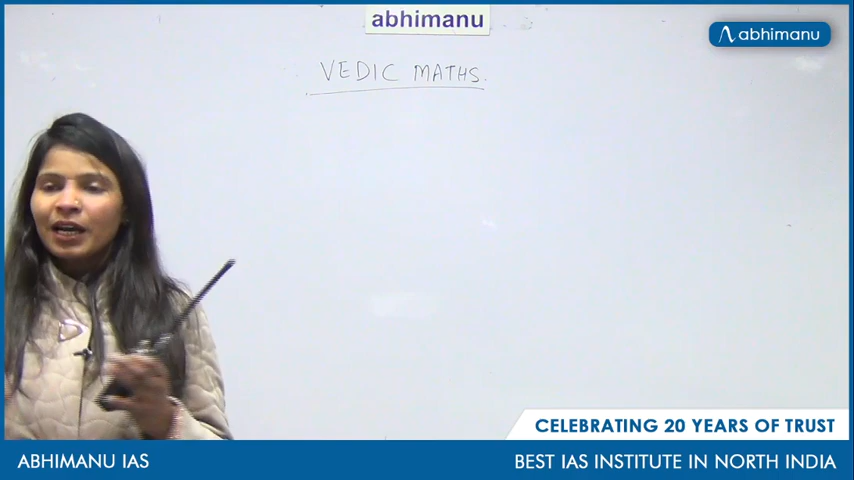 abhimanu
abhimanu
VEDIC MATHS.
CELEBRATING 20 YEARS OF TRUST
ABHIMANU IAS
BEST IAS INSTITUTE IN NORTH INDIA